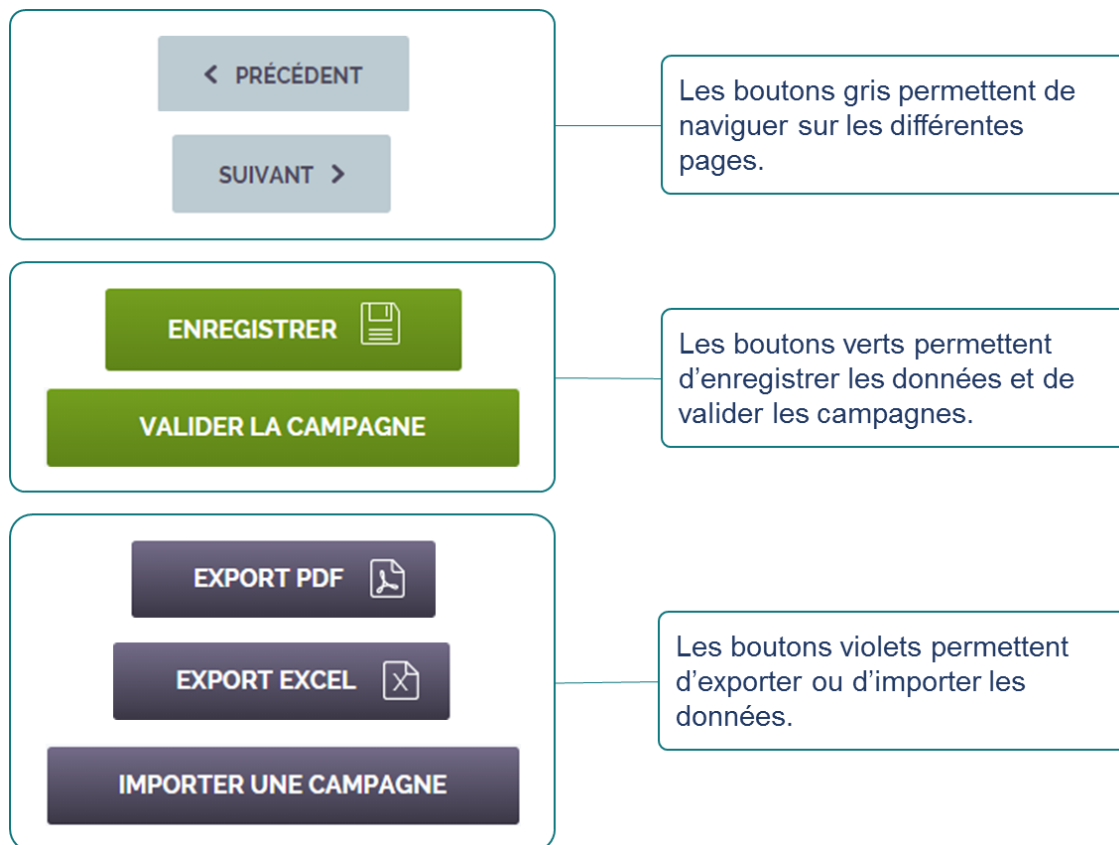 PRÉCÉDENT
SUIVANT
Les boutons gris permettent de
naviguer sur les différentes
pages.
ENREGISTRER
VALIDER LA CAMPAGNE
Les boutons verts permettent
d’enregistrer les données et de
valider les campagnes.
EXPORT PDF
EXPORT EXCEL
IMPORTER UNE CAMPAGNE
Les boutons violets permettent
d’exporter ou d’importer les
données.